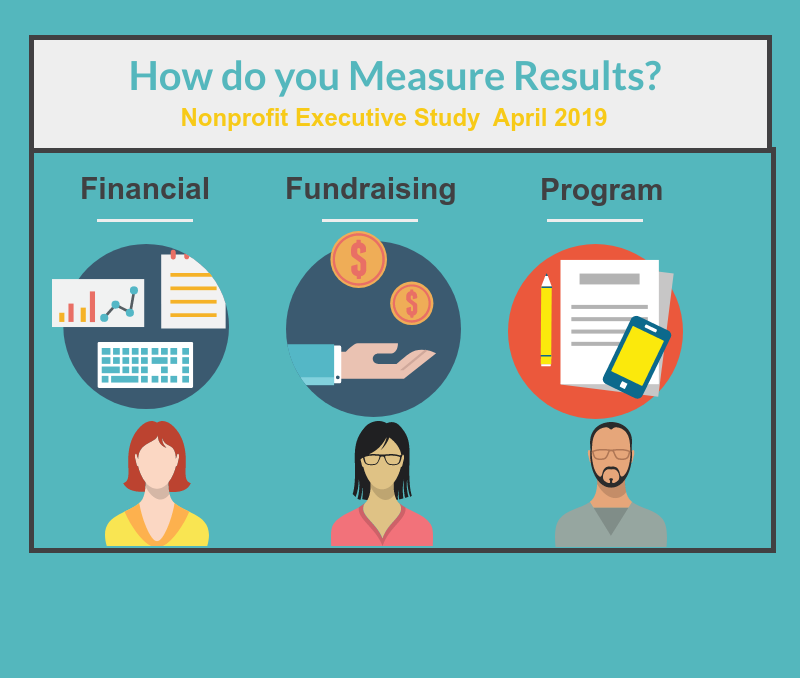 How do you Measure Results?
Nonprofit Executive Study  April 2019
Financial
Fundraising
Program
$
$